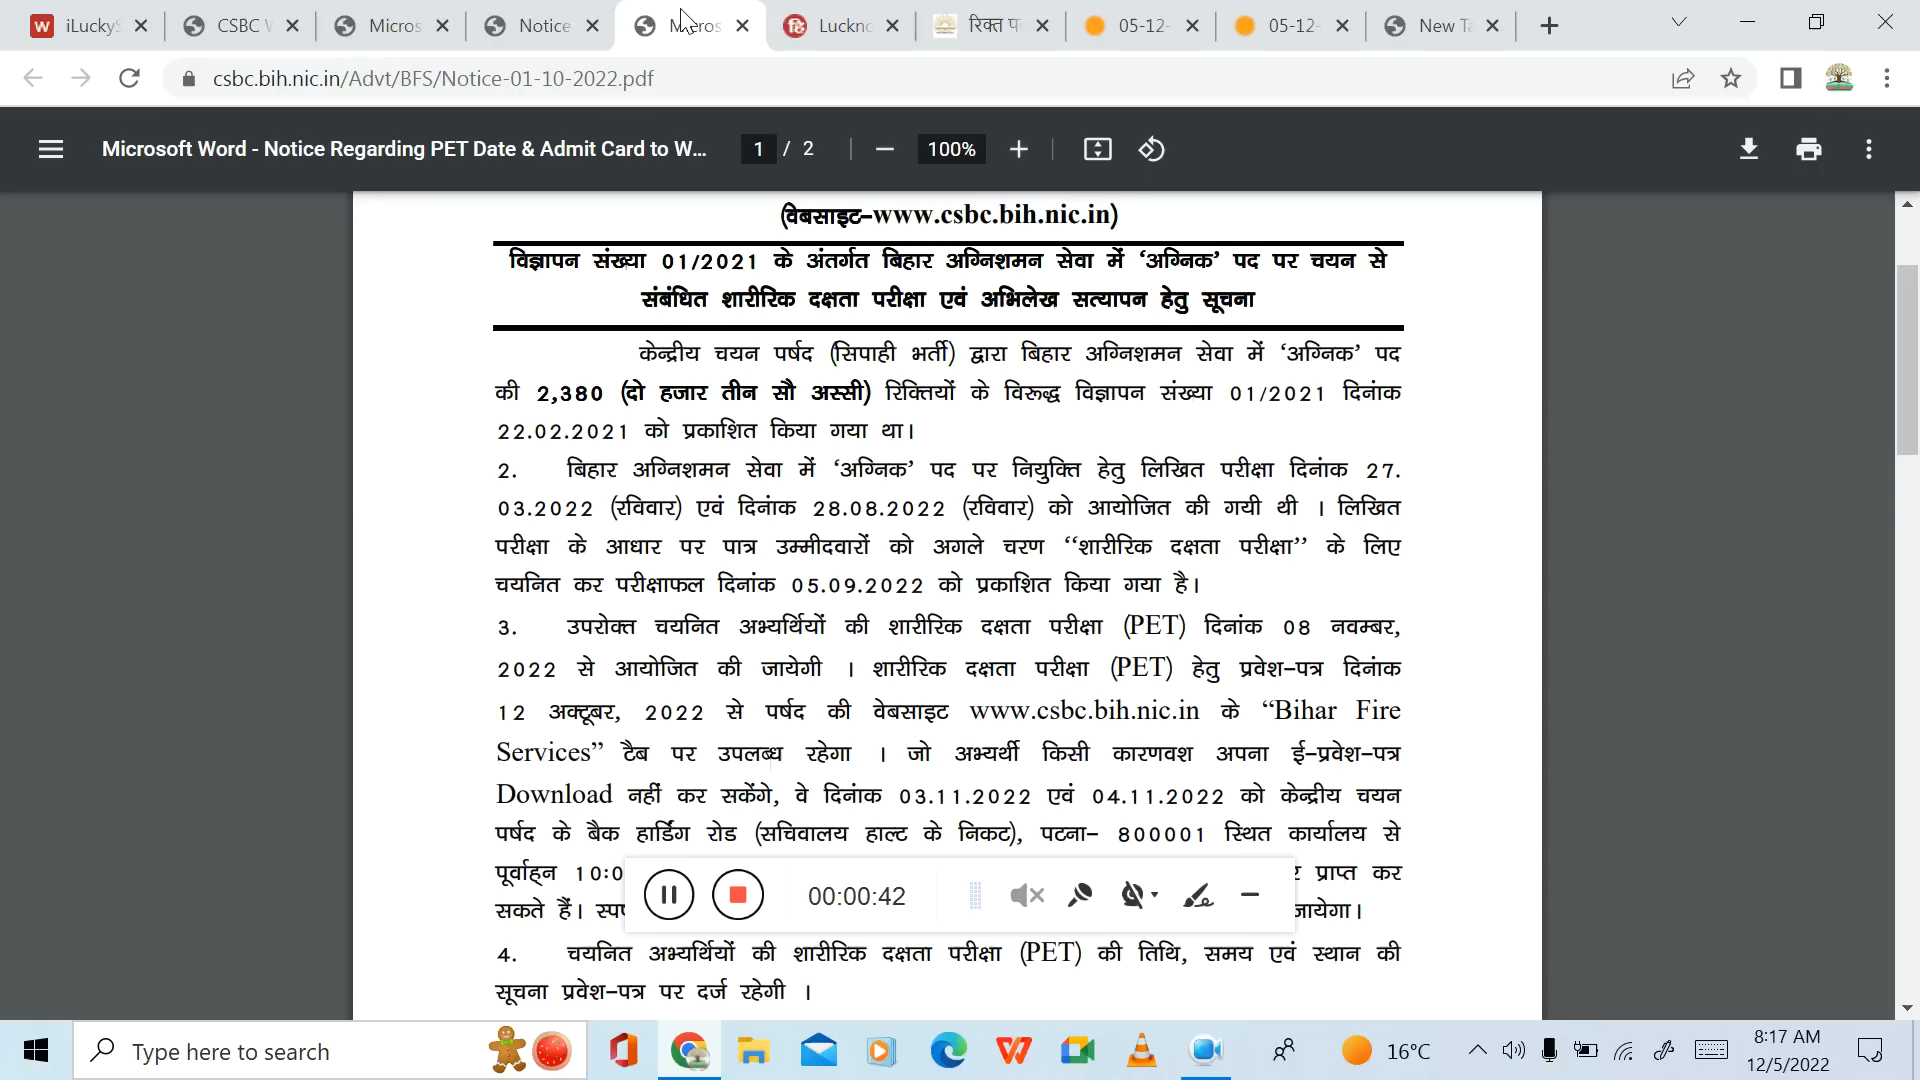 iLuckyS
CSBC W
Micros
Notice
Micros
Luckno
रिक्त प
05-12-
05-12-
New Ta
csbc.bih.nic.in/Advt/BFS/Notice-01-10-2022.pdf
Microsoft Word - Notice Regarding PET Date & Admit Card to W...
1 / 2
100%
(वेबसाइट-www.csbc.bih.nic.in)
विज्ञापन संख्या 01/2021 के अंतर्गत बिहार अग्निशमन सेवा में ‘अग्निक’ पद पर चयन से
संबंधित शारीरिक दक्षता परीक्षा एवं अभिलेख सत्यापन हेतु सूचना
केन्द्रीय चयन पर्षद (सिपाही भर्ती) द्वारा बिहार अग्निशमन सेवा में ‘अग्निक’ पद
की 2,380 (दो हजार तीन सौ अस्सी) रिक्तियों के विरूद्ध विज्ञापन संख्या 01/2021 दिनांक
22.02.2021 को प्रकाशित किया गया था।
2. बिहार अग्निशमन सेवा में ‘अग्निक’ पद पर नियुक्ति हेतु लिखित परीक्षा दिनांक 27.
03.2022 (रविवार) एवं दिनांक 28.08.2022 (रविवार) को आयोजित की गयी थी । लिखित
परीक्षा के आधार पर पात्र उम्मीदवारों को अगले चरण ‘‘शारीरिक दक्षता परीक्षा’’ के लिए
चयनित कर परीक्षाफल दिनांक 05.09.2022 को प्रकाशित किया गया है।
3. उपरोक्त चयनित अभ्यर्थियों की शारीरिक दक्षता परीक्षा (PET) दिनांक 08 नवम्बर,
2022 से आयोजित की जायेगी । शारीरिक दक्षता परीक्षा (PET) हेतु प्रवेश-पत्र दिनांक
12 अक्टूबर, 2022 से पर्षद की वेबसाइट www.csbc.bih.nic.in के “Bihar Fire
Services” टैब पर उपलब्ध रहेगा । जो अभ्यर्थी किसी कारणवश अपना ई-प्रवेश-पत्र
Download नहीं कर सकेंगे, वे दिनांक 03.11.2022 एवं 04.11.2022 को केन्द्रीय चयन
पर्षद के बैक हार्डिंग रोड (सचिवालय हाल्ट के निकट), पटना- 800001 स्थित कार्यालय से
पूर्वाह्न 10:0 प्राप्त कर
सकते हैं। जायेगा।
00:00:42
4. चयनित अभ्यर्थियों की शारीरिक दक्षता परीक्षा (PET) की तिथि, समय एवं स्थान की
सूचना प्रवेश-पत्र पर दर्ज रहेगी ।
Type here to search
16°C
8:17 AM
12/5/2022